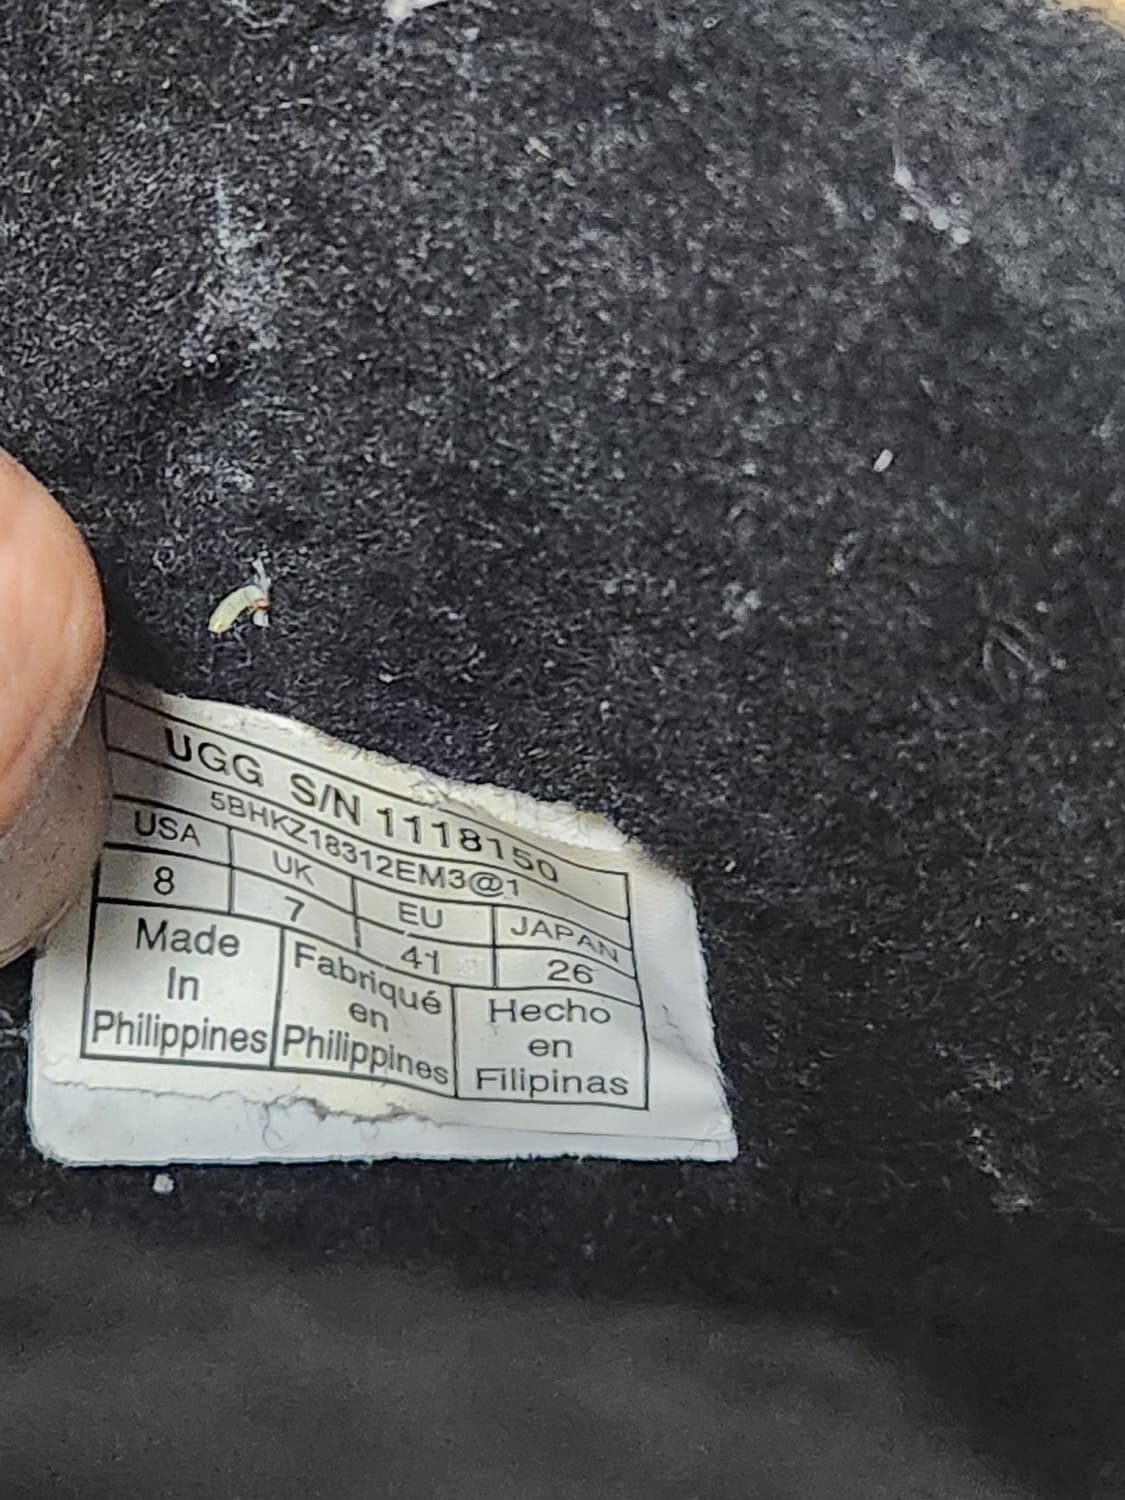 UGG S/N 1118150
5BHKZ18312EM3@1
USA UK EU JAPAN
8 7 41 26
Made
In
Philippines
Fabriqué
en
Philippines
Hecho
en
Filipinas